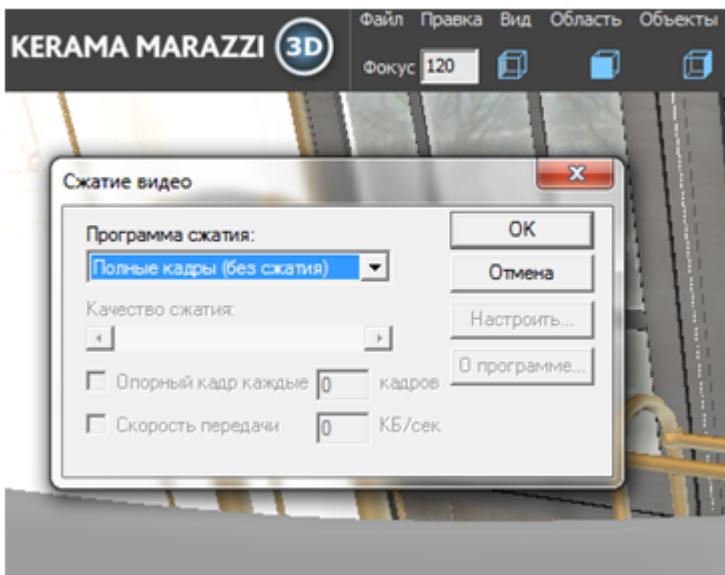 Файл Правка Вид Область Объекты
KERAMA MARAZZI 3D
Фокус 120
Сжатие видео
Программа сжатия:
OK
Полные кадры (без сжатия)
Отмена
Качество сжатия:
Настроить...
О программе...
Опорный кадр каждые 0 кадров
Скорость передачи 0 КБ/сек